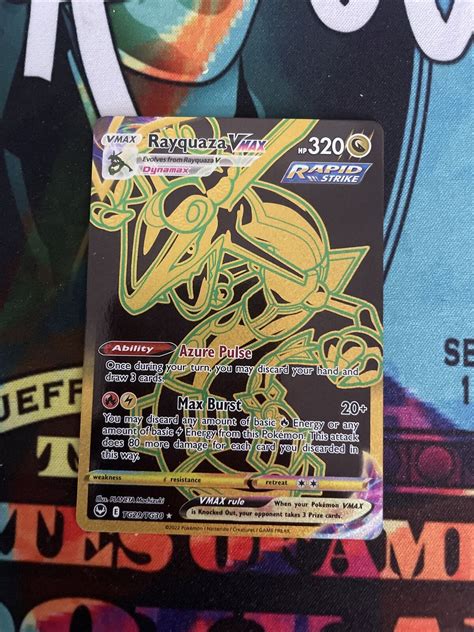 VMAX Rayquaza VMAX HP 320
Evolves from Rayquaza V
Dynamax
RAPID
STRIKE
Ability Azure Pulse
Once during your turn, you may discard your hand and
draw 3 cards.
Max Burst 20+
You may discard any amount of basic Energy or any
amount of basic Energy from this Pokémon. This attack
does 80 more damage for each card you discarded in
this way.
weakness resistance retreat
Illus. PLANETA Mochizuki
TG29/TG30
VMAX rule
When your Pokémon VMAX
is Knocked Out, your opponent takes 3 Prize cards.
©2022 Pokémon / Nintendo / Creatures / GAME FREAK
JEFF
TES OF AM